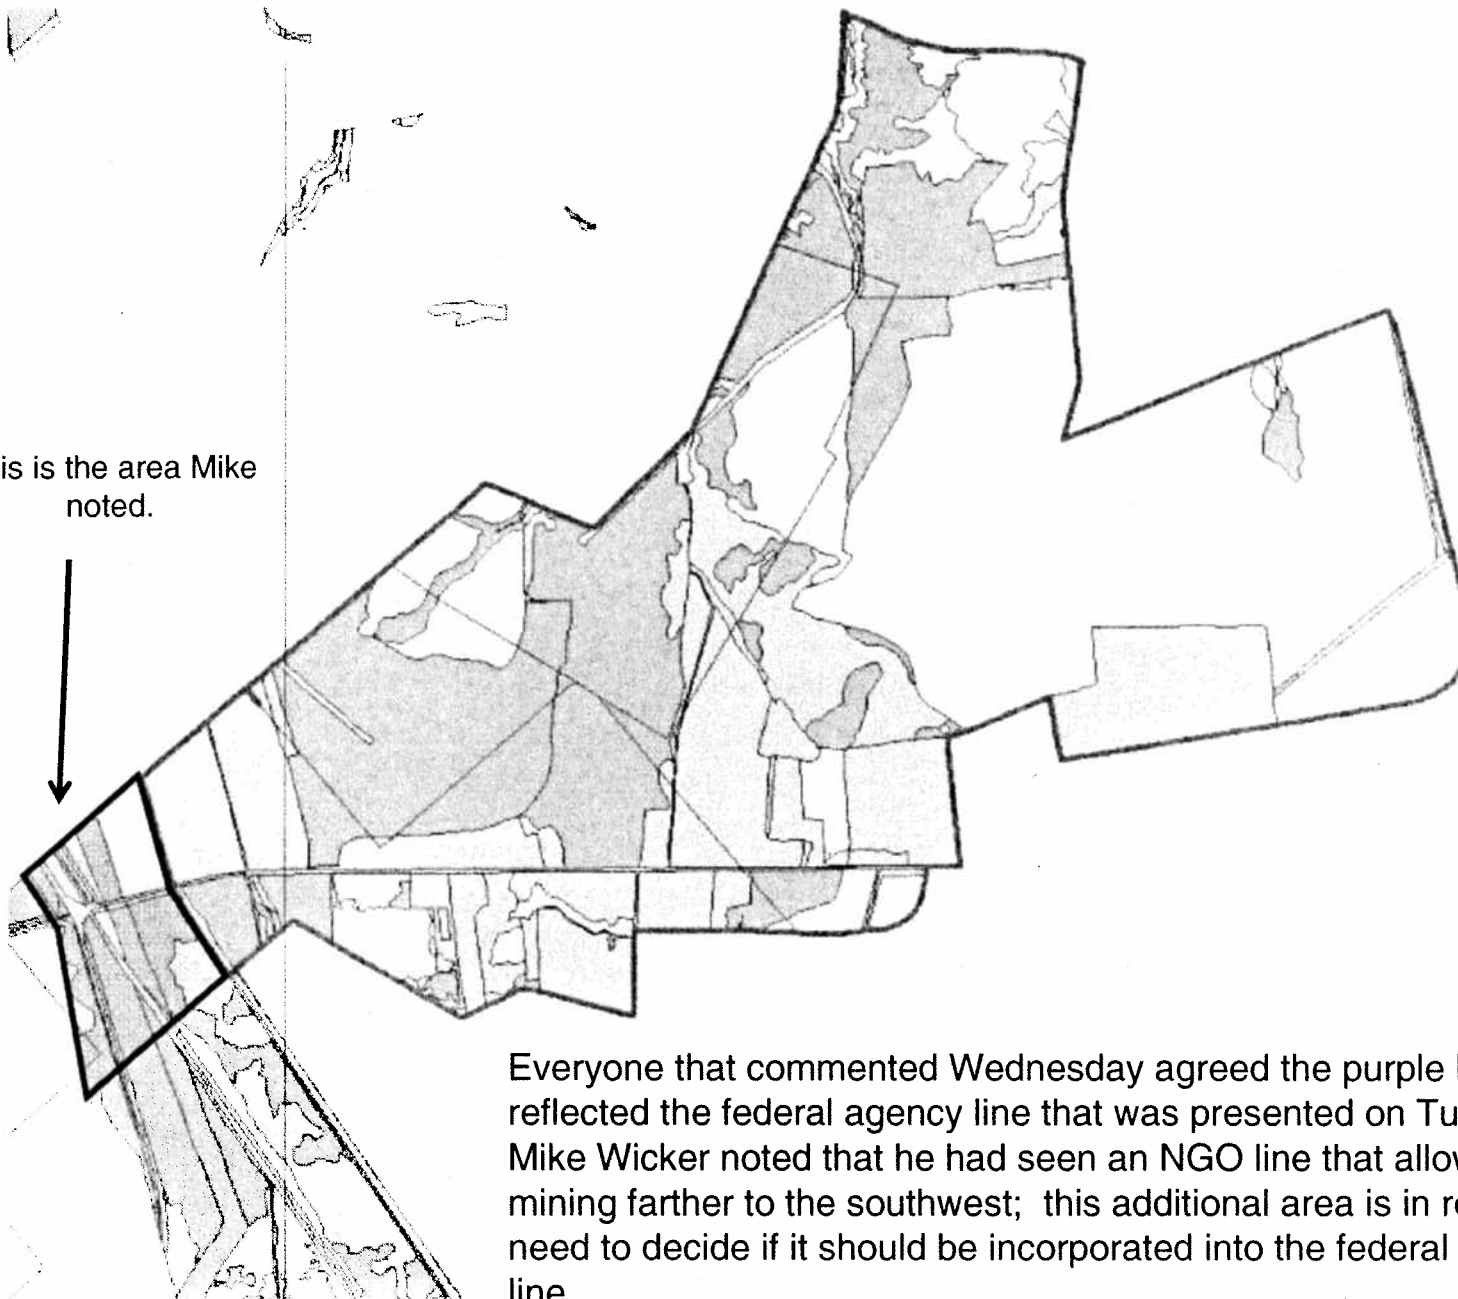 is is the area Mike
noted.
Everyone that commented Wednesday agreed the purple
reflected the federal agency line that was presented on
Mike Wicker noted that he had seen an NGO line that
mining farther to the southwest; this additional area is in
need to decide if it should be incorporated into the federal
line